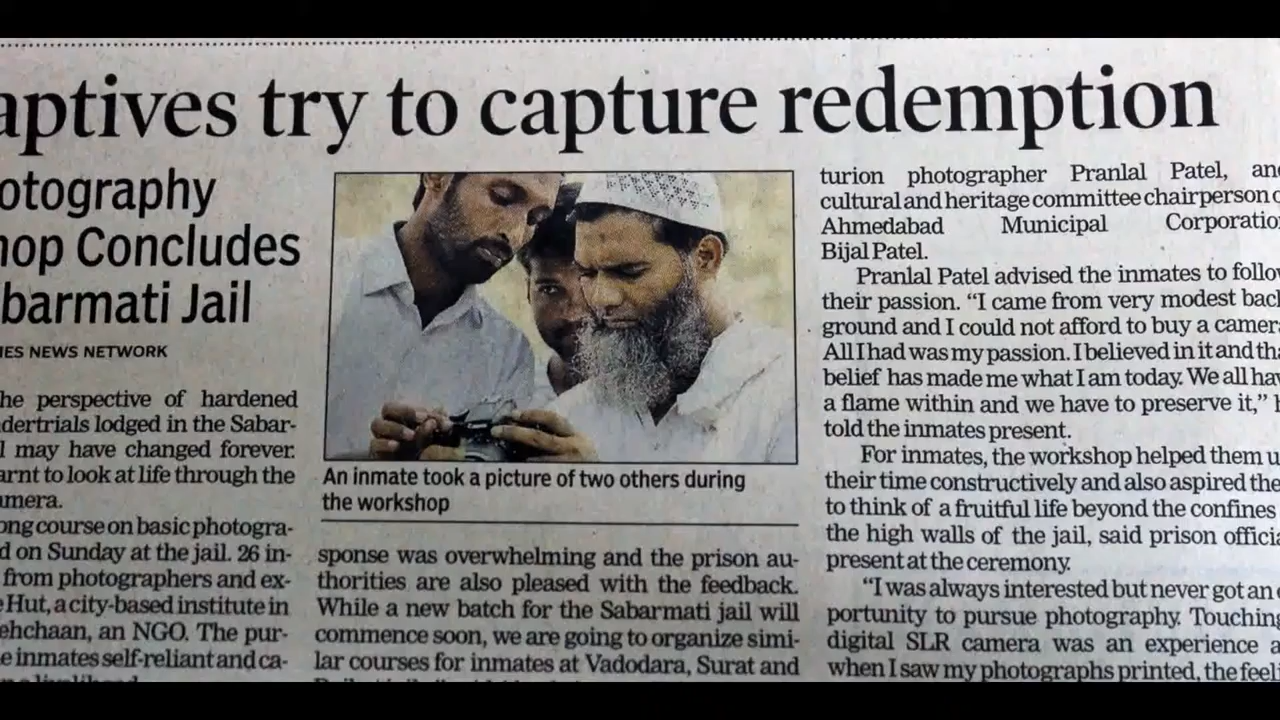 aptives try to capture redemption
otography
hop Concludes
barmati Jail
IES NEWS NETWORK
he perspective of hardened
dertrials lodged in the Sabar-
l may have changed forever.
arnt to look at life through the
amera.
ong course on basic photogra-
d on Sunday at the jail. 26 in-
from photographers and ex-
e Hut, a city-based institute in
ehchaan, an NGO. The pur-
e inmates self-reliant and ca-
An inmate took a picture of two others during
the workshop
sponse was overwhelming and the prison au-
thorities are also pleased with the feedback.
While a new batch for the Sabarmati jail will
commence soon, we are going to organize simi-
lar courses for inmates at Vadodara, Surat and
turion photographer Pranlal Patel, an
cultural and heritage committee chairperson o
Ahmedabad Municipal Corporatio
Bijal Patel.
Pranlal Patel advised the inmates to follow
their passion. “I came from very modest back
ground and I could not afford to buy a camera
All I had was my passion. I believed in it and tha
belief has made me what I am today. We all hav
a flame within and we have to preserve it,” h
told the inmates present.
For inmates, the workshop helped them u
their time constructively and also aspired the
to think of a fruitful life beyond the confines
the high walls of the jail, said prison officia
present at the ceremony.
“I was always interested but never got an o
portunity to pursue photography. Touching
digital SLR camera was an experience a
when I saw my photographs printed, the feeli